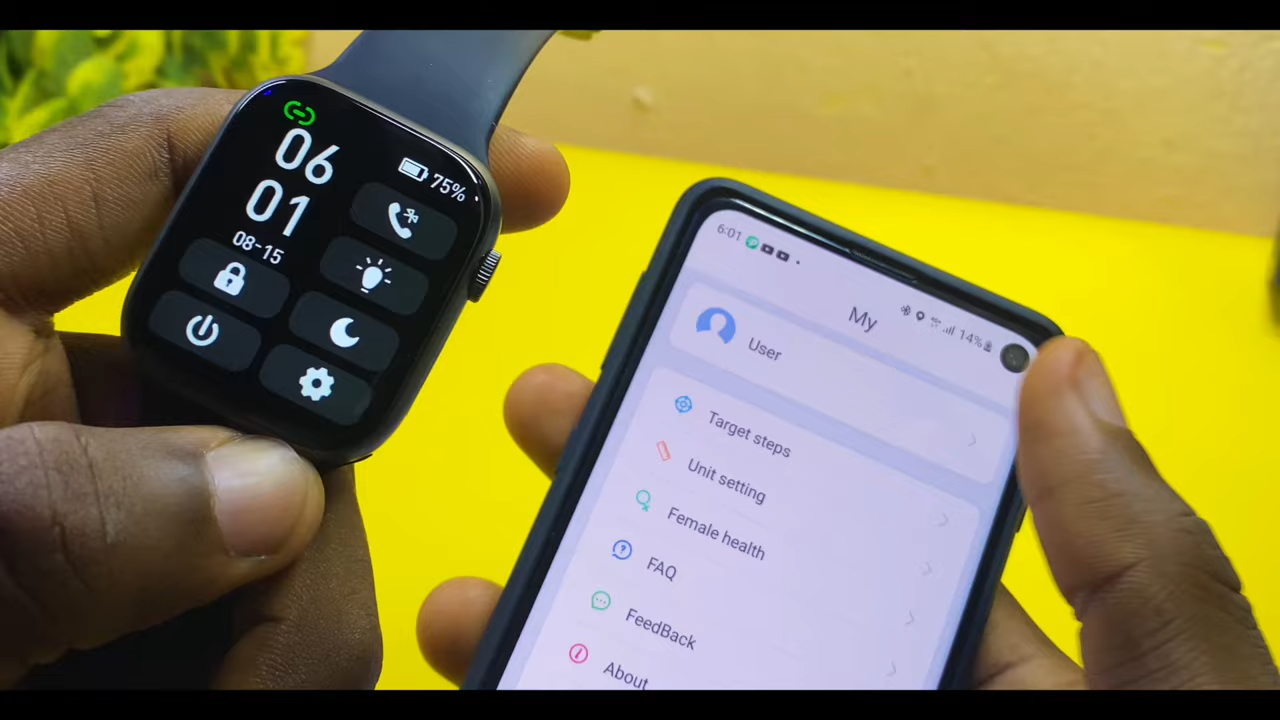 06
01
75%
08-15
6:01
14%
My
User
Target steps
Unit setting
Female health
FAQ
FeedBack
About